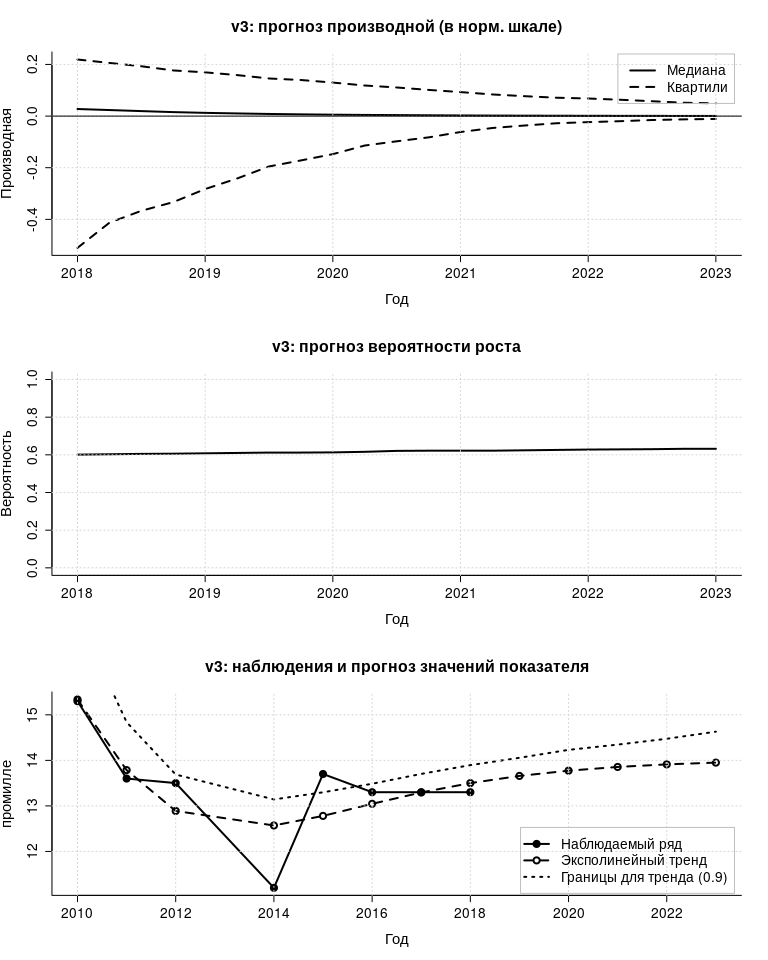 v3: прогноз производной (в норм. шкале)
Производная
0.2
0.0
-0.2
-0.4
Медиана
Квартили
2018 2019 2020 2021 2022 2023
Год
v3: прогноз вероятности роста
Вероятность
1.0
0.8
0.6
0.4
0.2
0.0
2018 2019 2020 2021 2022 2023
Год
v3: наблюдения и прогноз значений показателя
промилле
15
14
13
12
Наблюдаемый ряд
Эксполинейный тренд
Границы для тренда (0.9)
2010 2012 2014 2016 2018 2020 2022
Год